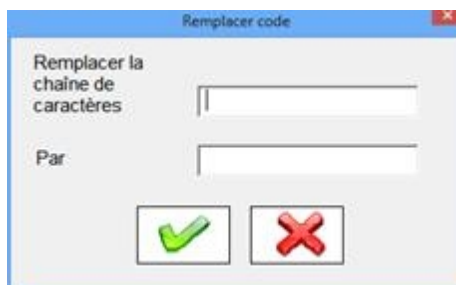 Remplacer code
Remplacer la
chaîne de
caractères
Par